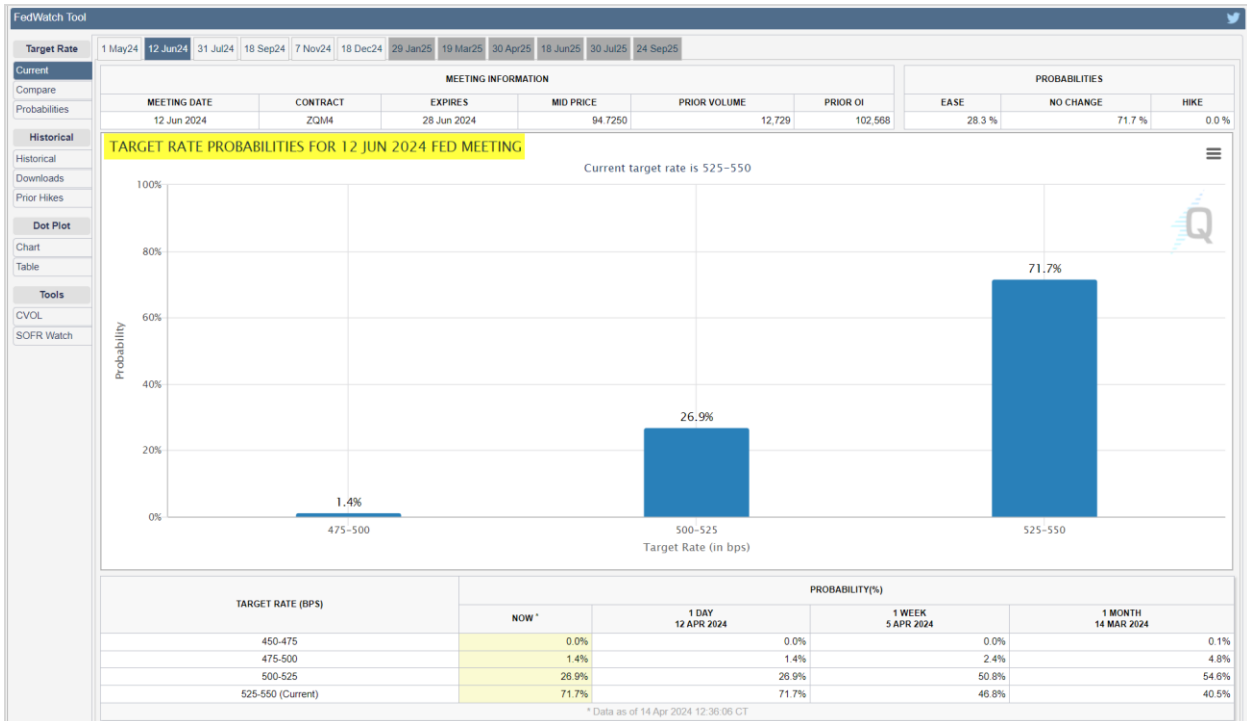 FedWatch Tool
Target Rate
Current
Compare
Probabilities
Historical
Historical
Downloads
Prior Hikes
Dot Plot
Chart
Table
Tools
CVOL
SOFR Watch
1 May24 12 Jun24 31 Jul24 18 Sep24 7 Nov24 18 Dec24 29 Jan25 19 Mar25 30 Apr25 18 Jun25 30 Jul25 24 Sep25
MEETING INFORMATION
MEETING DATE CONTRACT EXPIRES MID PRICE PRIOR VOLUME PRIOR OI
12 Jun 2024 ZQM4 28 Jun 2024 94.7250 12,729 102,568
PROBABILITIES
EASE NO CHANGE HIKE
28.3 % 71.7 % 0.0 %
TARGET RATE PROBABILITIES FOR 12 JUN 2024 FED MEETING
Current target rate is 525-550
Q
Probability
100%
80%
60%
40%
20%
0%
1.4%
26.9%
71.7%
475-500 500-525 525-550
Target Rate (in bps)
TARGET RATE (BPS) PROBABILITY(%)
NOW * 1 DAY 1 WEEK 1 MONTH
12 APR 2024 5 APR 2024 14 MAR 2024
450-475 0.0% 0.0% 0.0% 0.1%
475-500 1.4% 1.4% 2.4% 4.8%
500-525 26.9% 26.9% 50.8% 54.6%
525-550 (Current) 71.7% 71.7% 46.8% 40.5%
* Data as of 14 Apr 2024 12:36:06 CT